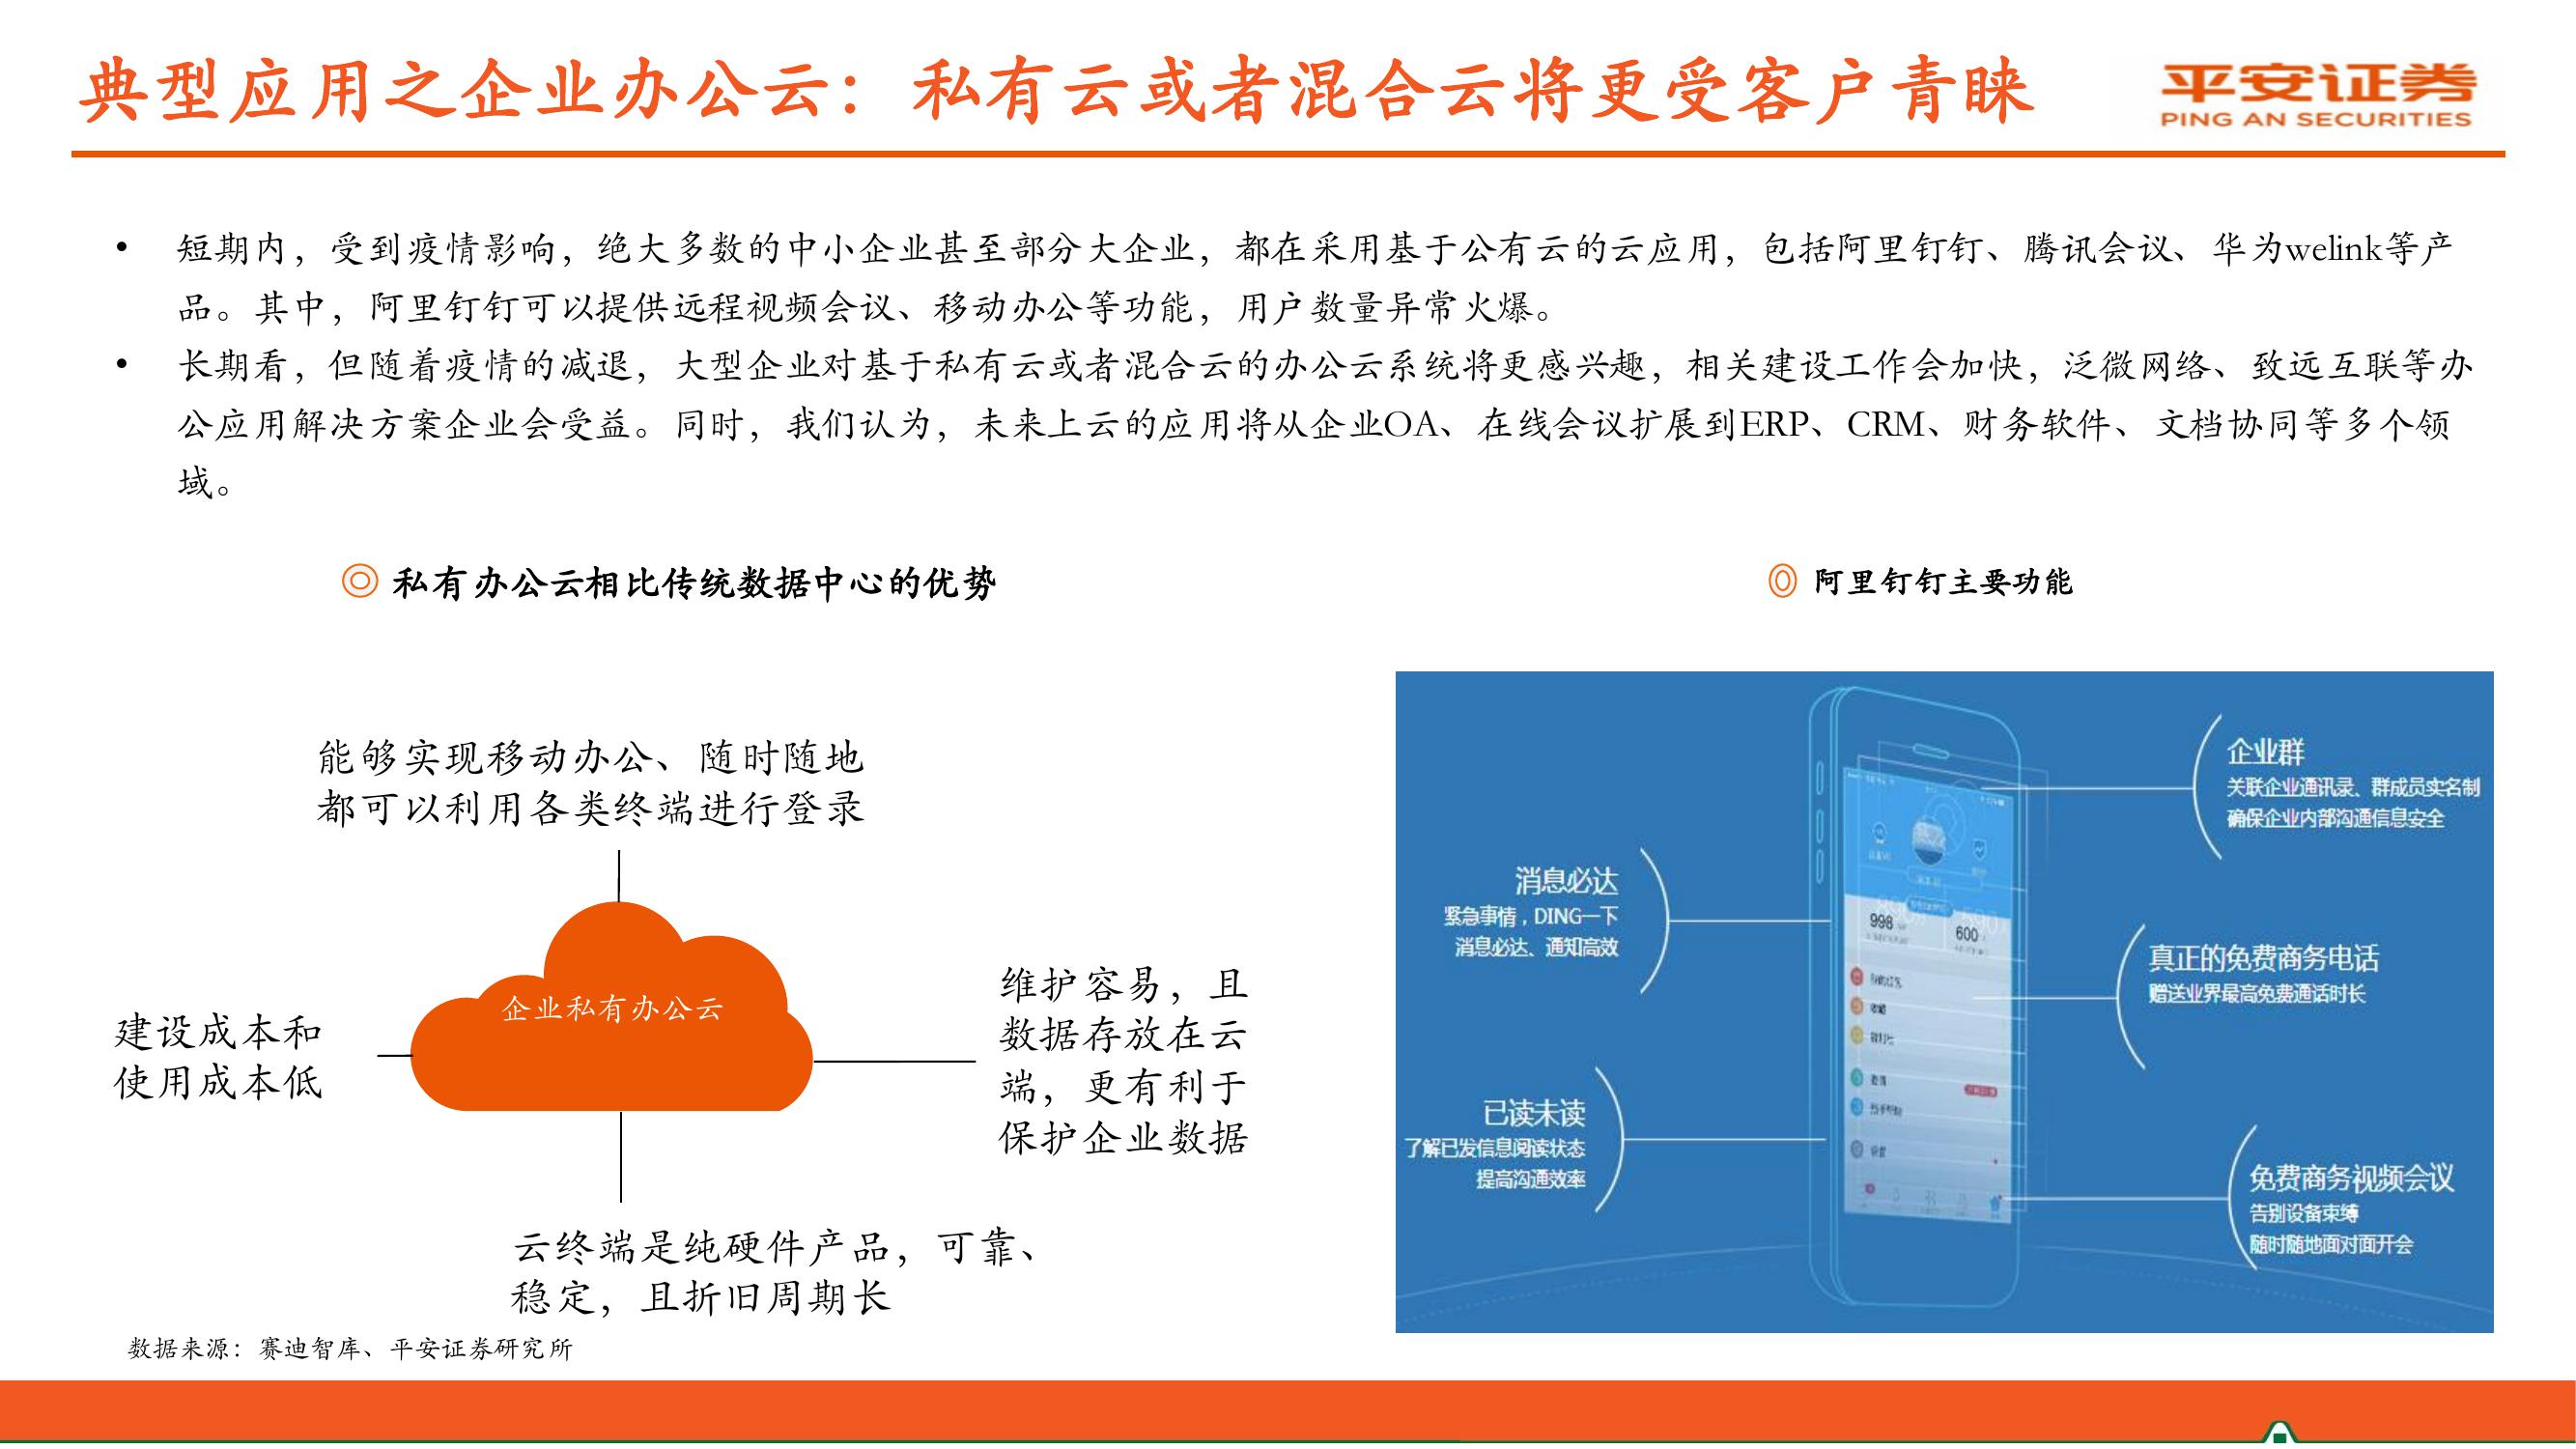 典型应用之企业办公云：私有云或者混合云将更受客户青睐
平安证券
PING AN SECURITIES
• 短期内，受到疫情影响，绝大多数的中小企业甚至部分大企业，都在采用基于公有云的云应用，包括阿里钉钉、腾讯会议、华为welink等产
品。其中，阿里钉钉可以提供远程视频会议、移动办公等功能，用户数量异常火爆。
• 长期看，但随着疫情的减退，大型企业对基于私有云或者混合云的办公云系统将更感兴趣，相关建设工作会加快，泛微网络、致远互联等办
公应用解决方案企业会受益。同时，我们认为，未来上云的应用将从企业OA、在线会议扩展到ERP、CRM、财务软件、文档协同等多个领
域。
私有办公云相比传统数据中心的优势
能够实现移动办公、随时随地
都可以利用各类终端进行登录
企业私有办公云
建设成本和
使用成本低
维护容易，且
数据存放在云
端，更有利于
保护企业数据
云终端是纯硬件产品，可靠、
稳定，且折旧周期长
阿里钉钉主要功能
企业群
关联企业通讯录、群成员实名制
确保企业内部沟通信息安全
消息必达
紧急事情，DING一下
消息必达、通知高效
998
600
真正的免费商务电话
赠送业界最高免费通话时长
已读未读
了解已发信息阅读状态
提高沟通效率
免费商务视频会议
告别设备束缚
随时随地面对面开会
数据来源：赛迪智库、平安证券研究所